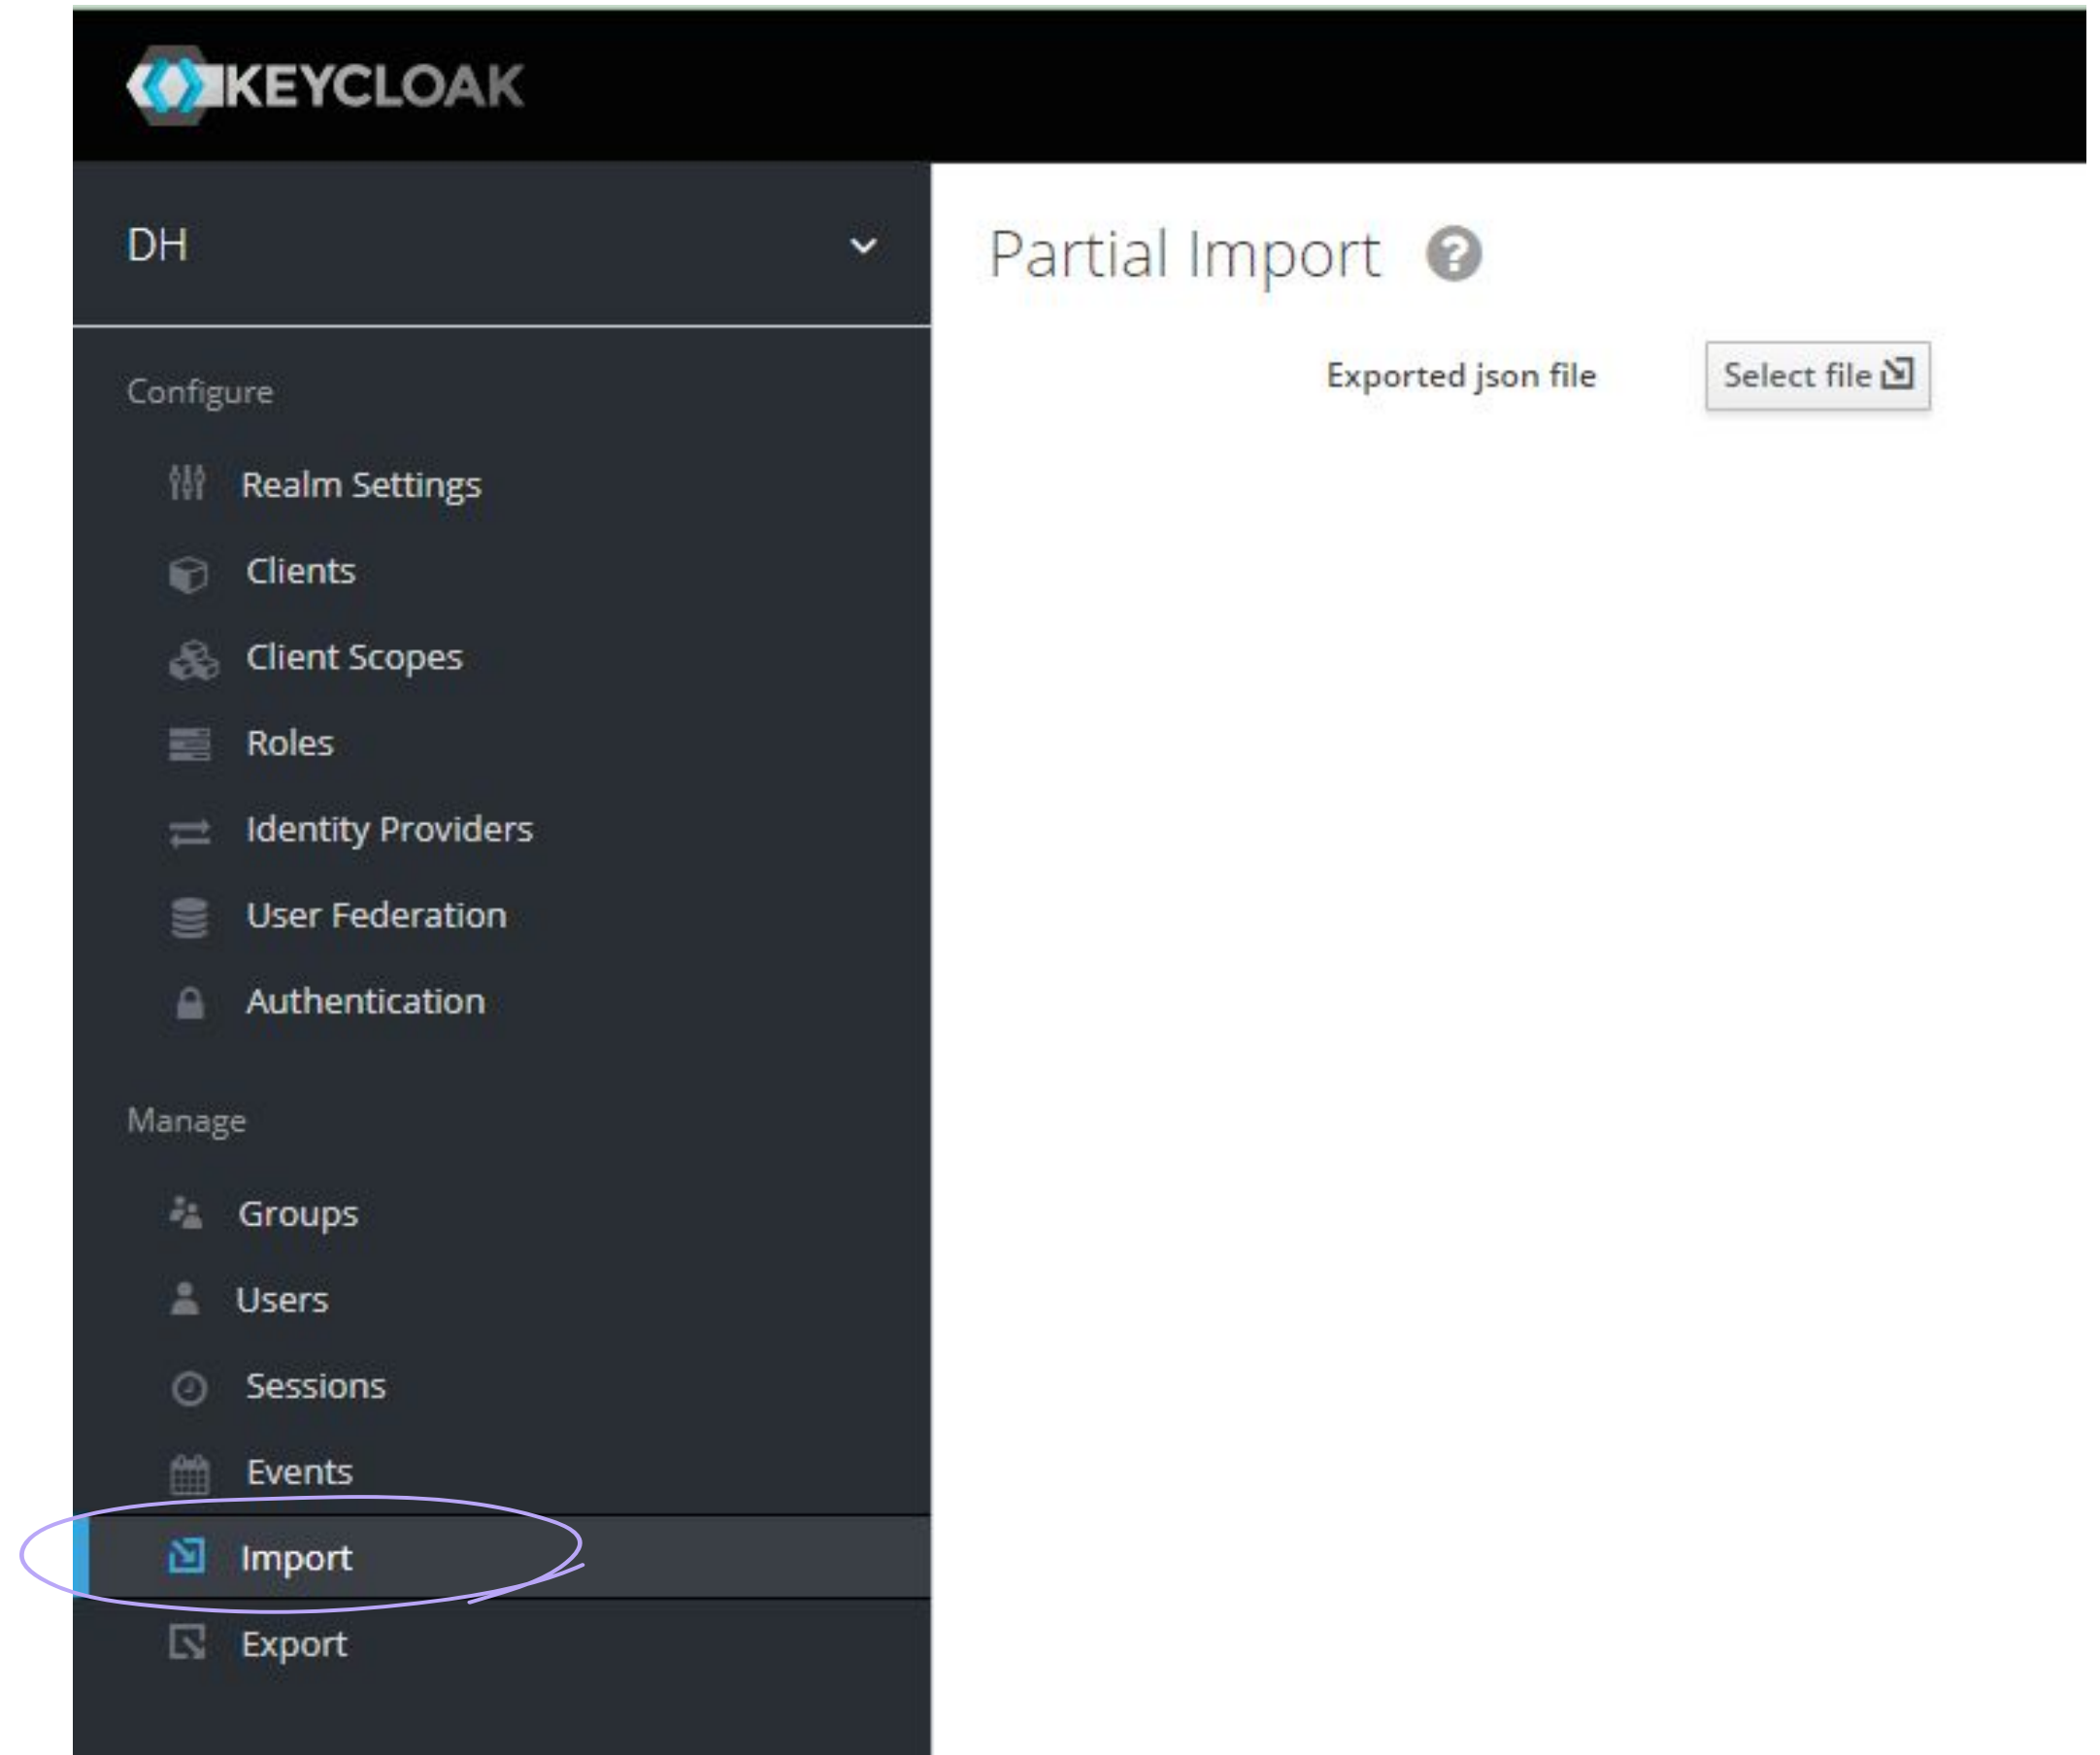 KEYCLOAK
DH
Configure
Realm Settings
Clients
Client Scopes
Roles
Identity Providers
User Federation
Authentication
Manage
Groups
Users
Sessions
Events
Import
Export
Partial Import ?
Exported json file
Select file